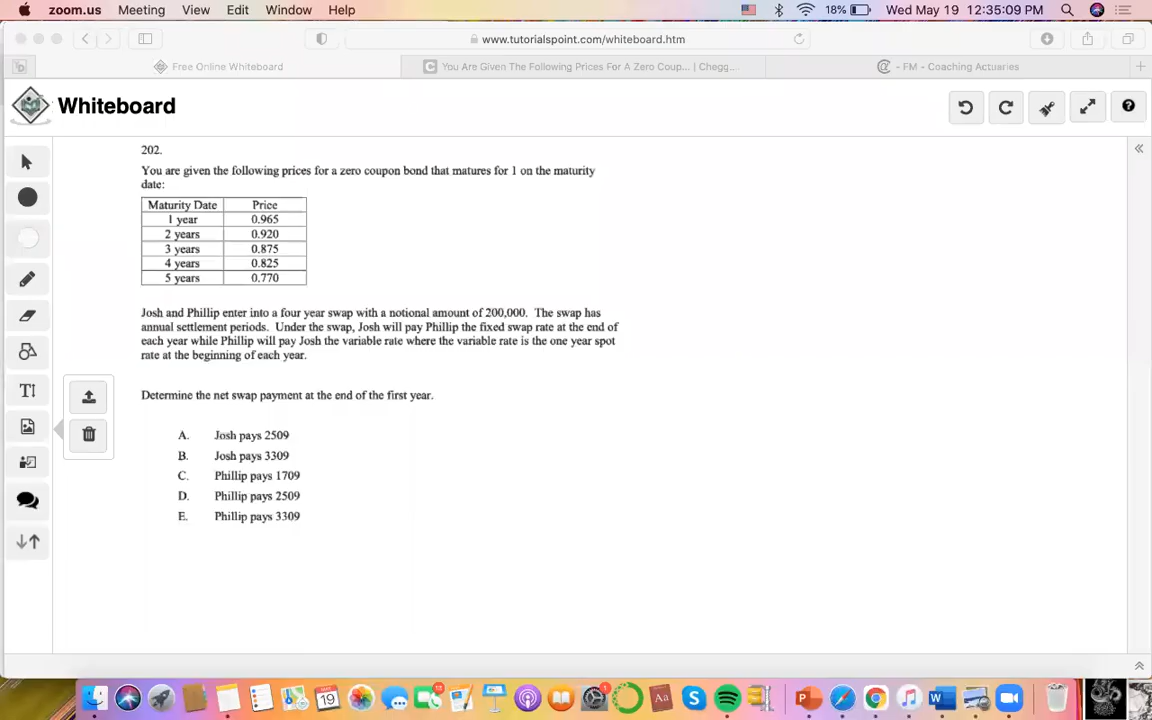 zoom.us Meeting View Edit Window Help 18% Wed May 19 12:35:09 PM
www.tutorialspoint.com/whiteboard.htm
Free Online Whiteboard You Are Given The Following Prices For A Zero Coup... | Chegg... - FM - Coaching Actuaries
Whiteboard
202.
You are given the following prices for a zero coupon bond that matures for 1 on the maturity
date:
Maturity Date Price
1 year 0.965
2 years 0.920
3 years 0.875
4 years 0.825
5 years 0.770
Josh and Phillip enter into a four year swap with a notional amount of 200,000. The swap has
annual settlement periods. Under the swap, Josh will pay Phillip the fixed swap rate at the end of
each year while Phillip will pay Josh the variable rate where the variable rate is the one year spot
rate at the beginning of each year.
Determine the net swap payment at the end of the first year.
A. Josh pays 2509
B. Josh pays 3309
C. Phillip pays 1709
D. Phillip pays 2509
E. Phillip pays 3309